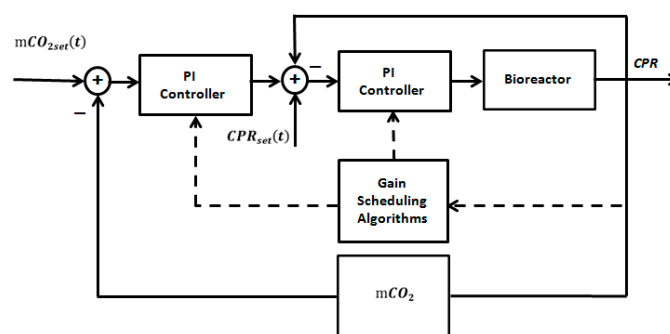 mCO₂set(t)
+
−
PI
Controller
+
−
CPRset(t)
PI
Controller
Bioreactor
CPR
Gain
Scheduling
Algorithms
mCO₂